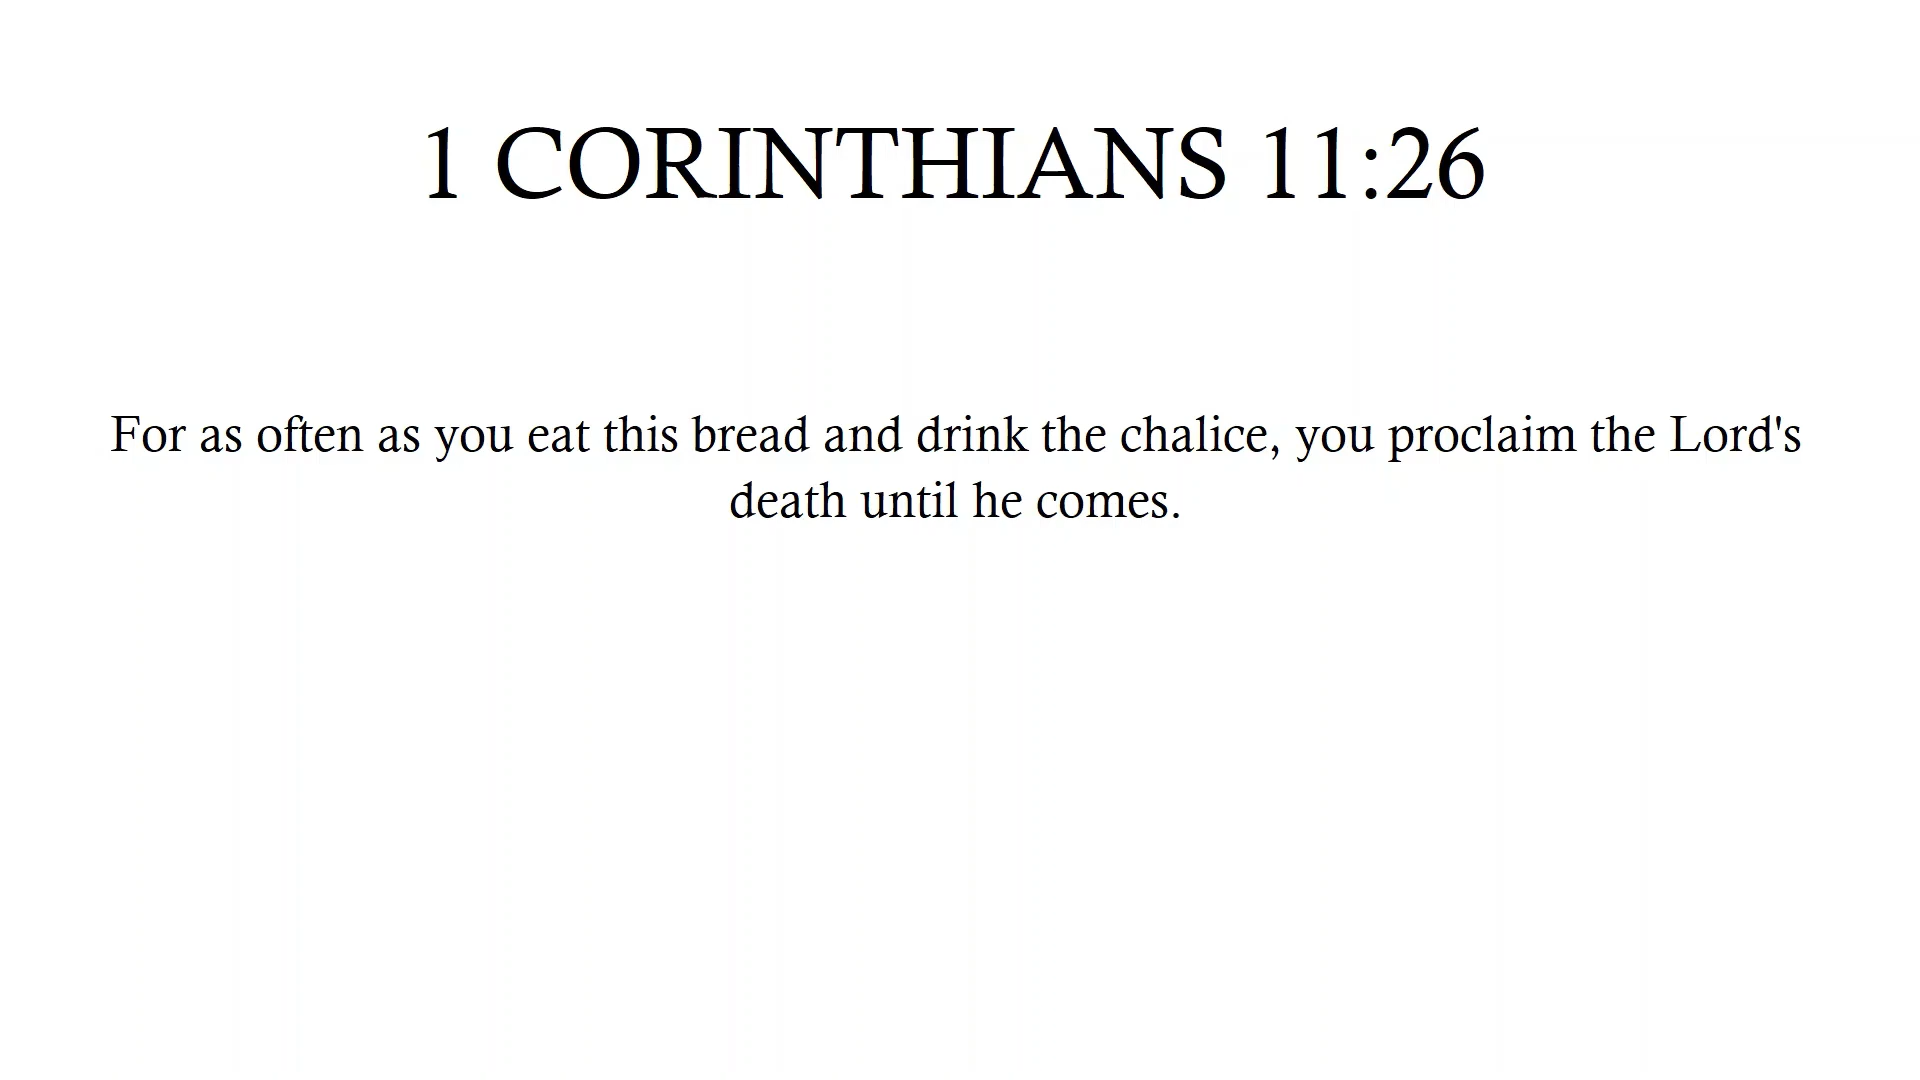 1 CORINTHIANS 11:26
For as often as you eat this bread and drink the chalice, you proclaim the Lord's
death until he comes.